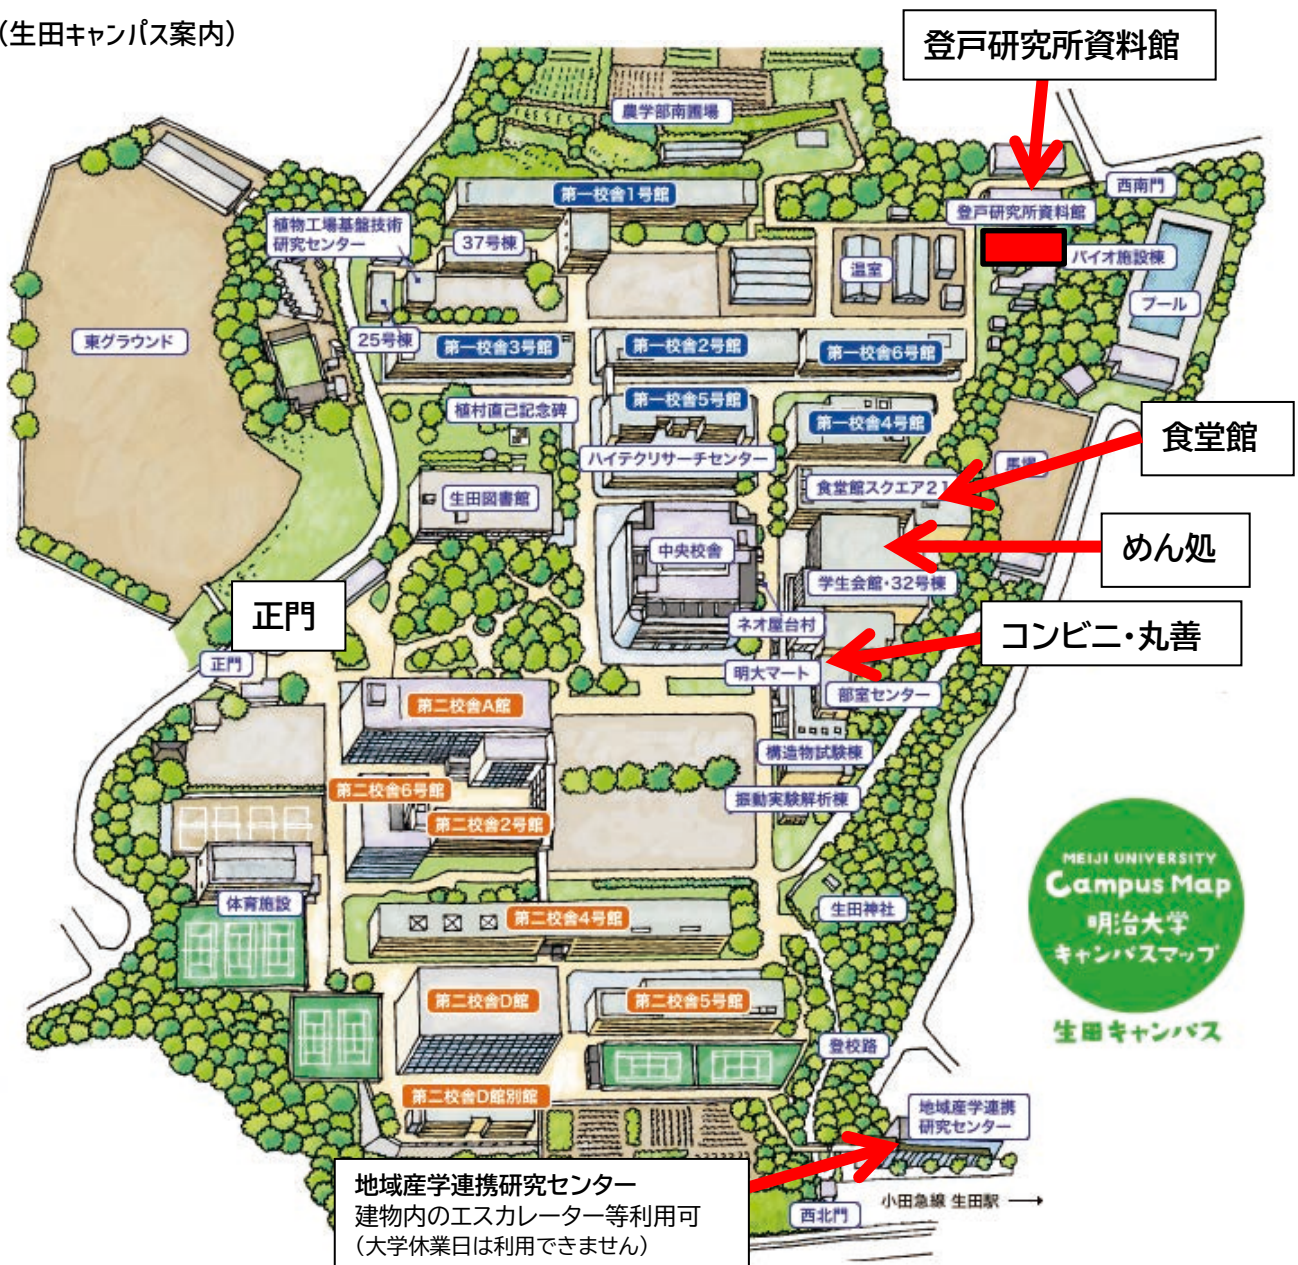 （生田キャンパス案内）
登戸研究所資料館
農学部南圃場
西南門
第一校舎1号館
登戸研究所資料館
植物工場基盤技術
研究センター
37号棟
バイオ施設棟
温室
プール
東グラウンド
25号棟
第一校舎3号館
第一校舎2号館
第一校舎6号館
植村直己記念碑
第一校舎5号館
第一校舎4号館
食堂館
ハイテクリサーチセンター
馬場
生田図書館
食堂館スクエア21
中央校舎
めん処
学生会館・32号棟
正門
ネオ屋台村
コンビニ・丸善
正門
明大マート
部室センター
第二校舎A館
構造物試験棟
第二校舎6号館
振動実験解析棟
第二校舎2号館
MEIJI UNIVERSITY
Campus Map
明治大学
キャンパスマップ
生田キャンパス
体育施設
第二校舎4号館
生田神社
第二校舎D館
第二校舎5号館
登校路
第二校舎D館別館
地域産学連携
研究センター
地域産学連携研究センター
建物内のエスカレーター等利用可
（大学休業日は利用できません）
小田急線 生田駅
西北門